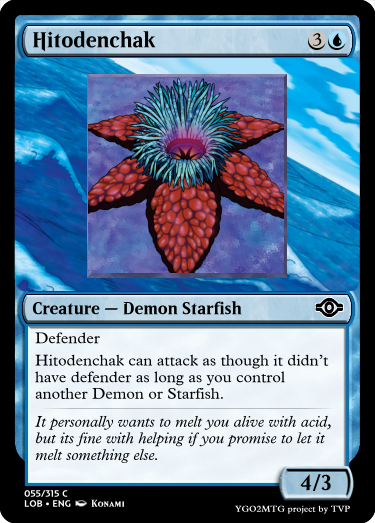 Hitodenchak 3
Creature — Demon Starfish
Defender
Hitodenchak can attack as though it didn't
have defender as long as you control
another Demon or Starfish.
It personally wants to melt you alive with acid,
but its fine with helping if you promise to let it
melt something else.
4/3
055/315 C
LOB • ENG KONAMI
YGO2MTG project by TVP